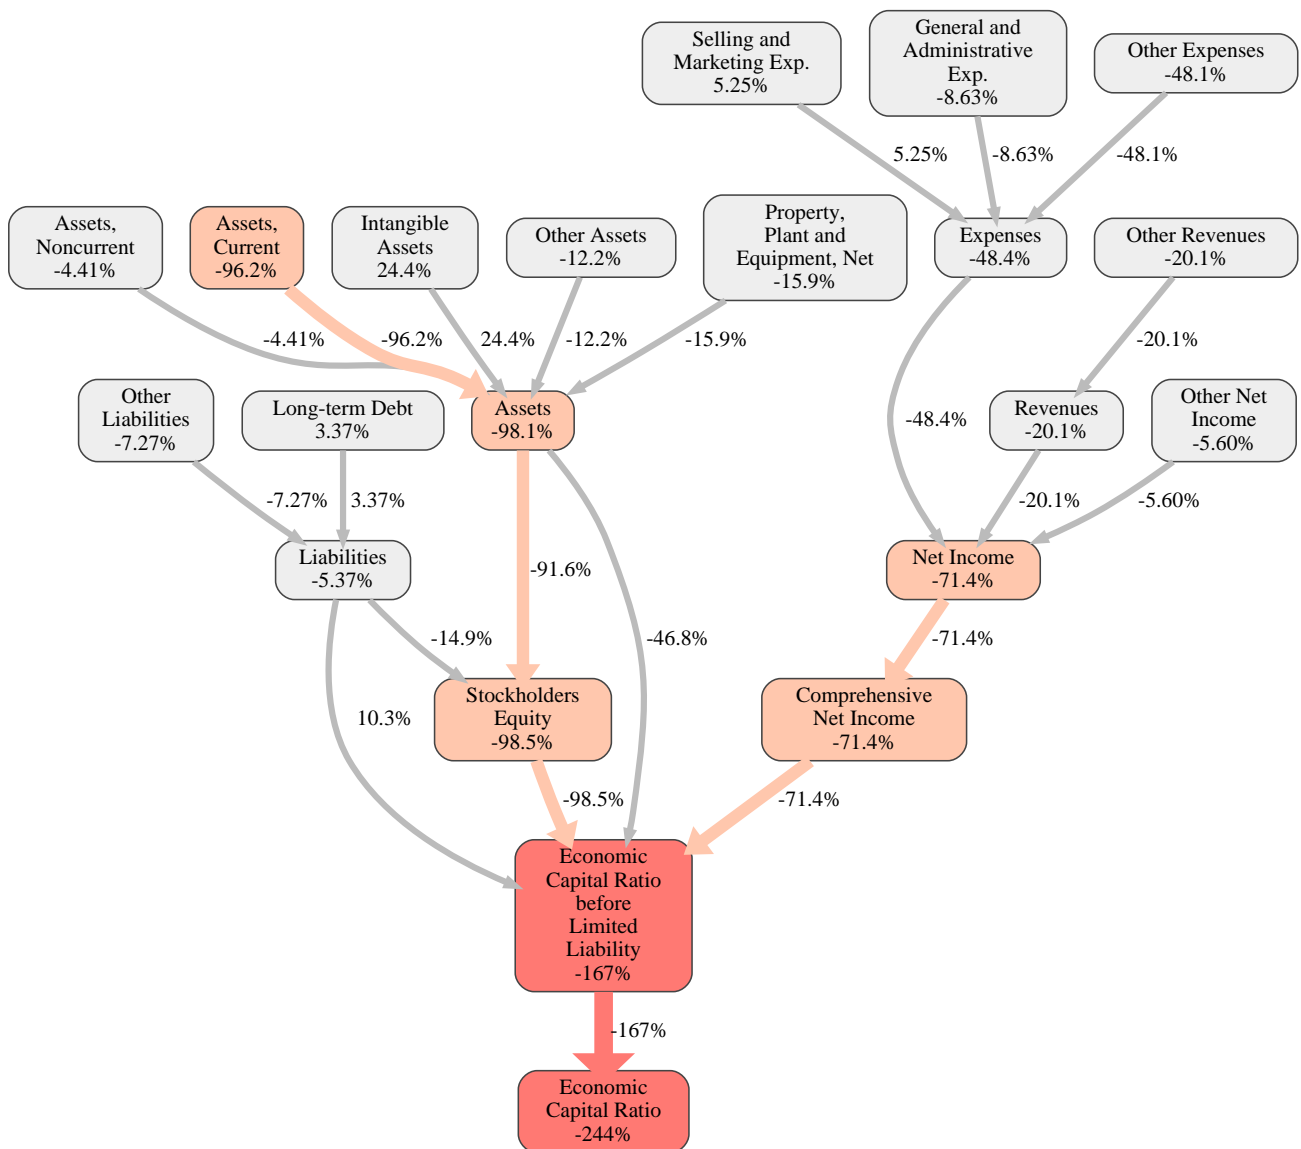 Selling and
Marketing Exp.
5.25%
General and
Administrative
Exp.
-8.63%
Other Expenses
-48.1%
5.25%
-8.63%
-48.1%
Assets,
Noncurrent
-4.41%
Assets,
Current
-96.2%
Intangible
Assets
24.4%
Other Assets
-12.2%
Property,
Plant and
Equipment, Net
-15.9%
Expenses
-48.4%
Other Revenues
-20.1%
-4.41%
-96.2%
24.4%
-12.2%
-15.9%
-20.1%
Other
Liabilities
-7.27%
Long-term Debt
3.37%
Assets
-98.1%
-48.4%
Revenues
-20.1%
Other Net
Income
-5.60%
-7.27%
3.37%
-20.1%
-5.60%
Liabilities
-5.37%
-91.6%
Net Income
-71.4%
-14.9%
-46.8%
-71.4%
10.3%
Stockholders
Equity
-98.5%
Comprehensive
Net Income
-71.4%
-98.5%
-71.4%
Economic
Capital Ratio
before
Limited
Liability
-167%
-167%
Economic
Capital Ratio
-244%